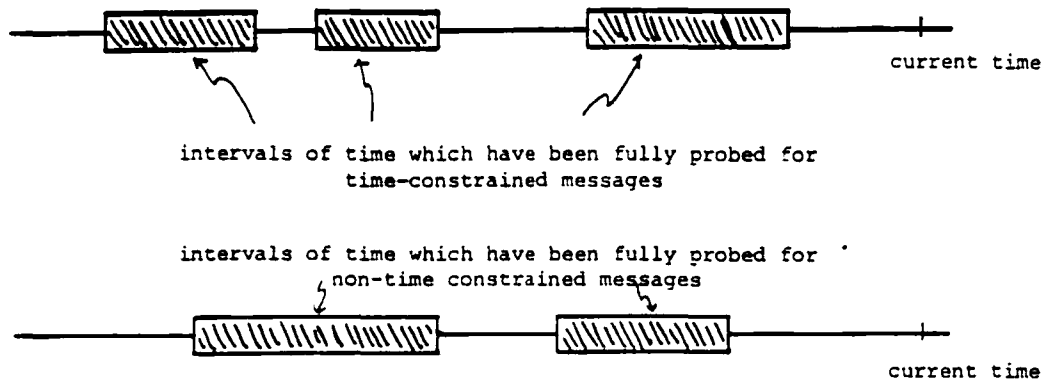 current time
intervals of time which have been fully probed for
time-constrained messages
intervals of time which have been fully probed for
non-time constrained messages
current time